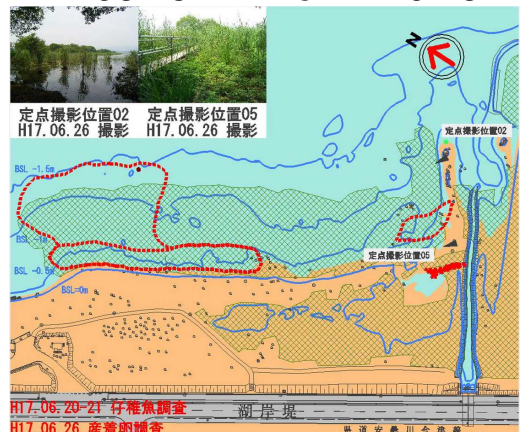 定点撮影位置02
H17.06.26 撮影
定点撮影位置05
H17.06.26 撮影
N
定点撮影位置02
BSL -1.5m
BSL -1m
定点撮影位置05
BSL -0.5m
BSL=0m
H17.06.20-21 仔稚魚調査
湖岸堤
H17.06.26 産着卵調査